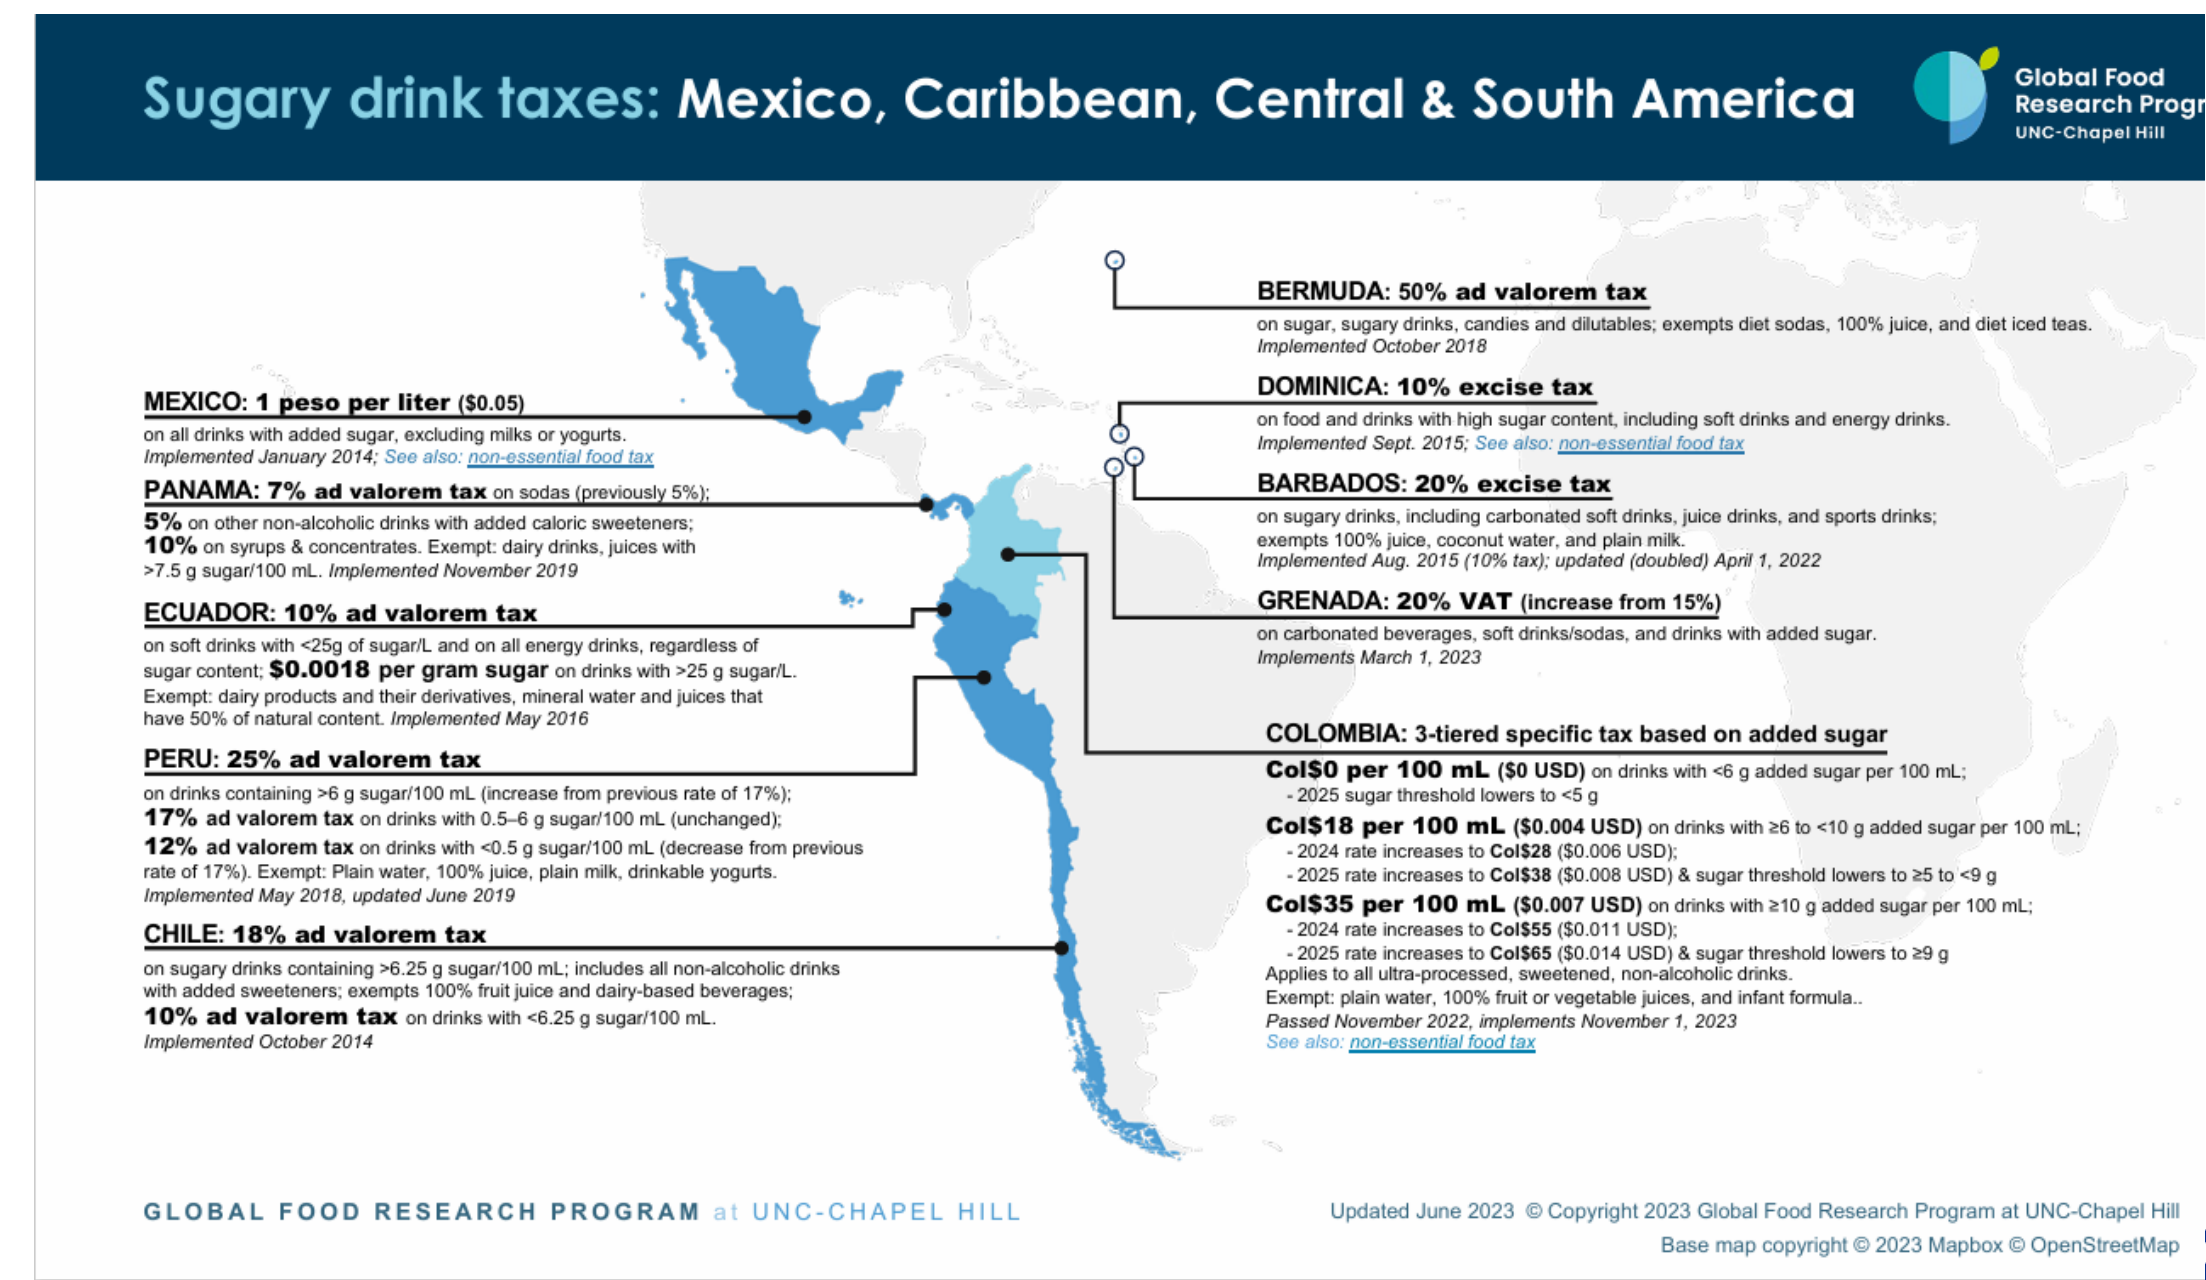 Sugary drink taxes: Mexico, Caribbean, Central & South America
Global Food
Research Progr
UNC-Chapel Hill
MEXICO: 1 peso per liter ($0.05)
on all drinks with added sugar, excluding milks or yogurts.
Implemented January 2014; See also: non-essential food tax
PANAMA: 7% ad valorem tax on sodas (previously 5%);
5% on other non-alcoholic drinks with added caloric sweeteners;
10% on syrups & concentrates. Exempt: dairy drinks, juices with
>7.5 g sugar/100 mL. Implemented November 2019
ECUADOR: 10% ad valorem tax
on soft drinks with <25g of sugar/L and on all energy drinks, regardless of
sugar content; $0.0018 per gram sugar on drinks with >25 g sugar/L.
Exempt: dairy products and their derivatives, mineral water and juices that
have 50% of natural content. Implemented May 2016
PERU: 25% ad valorem tax
on drinks containing >6 g sugar/100 mL (increase from previous rate of 17%);
17% ad valorem tax on drinks with 0.5–6 g sugar/100 mL (unchanged);
12% ad valorem tax on drinks with <0.5 g sugar/100 mL (decrease from previous
rate of 17%). Exempt: Plain water, 100% juice, plain milk, drinkable yogurts.
Implemented May 2018, updated June 2019
CHILE: 18% ad valorem tax
on sugary drinks containing >6.25 g sugar/100 mL; includes all non-alcoholic drinks
with added sweeteners; exempts 100% fruit juice and dairy-based beverages;
10% ad valorem tax on drinks with <6.25 g sugar/100 mL.
Implemented October 2014
BERMUDA: 50% ad valorem tax
on sugar, sugary drinks, candies and dilutables; exempts diet sodas, 100% juice, and diet iced teas.
Implemented October 2018
DOMINICA: 10% excise tax
on food and drinks with high sugar content, including soft drinks and energy drinks.
Implemented Sept. 2015; See also: non-essential food tax
BARBADOS: 20% excise tax
on sugary drinks, including carbonated soft drinks, juice drinks, and sports drinks;
exempts 100% juice, coconut water, and plain milk.
Implemented Aug. 2015 (10% tax); updated (doubled) April 1, 2022
GRENADA: 20% VAT (increase from 15%)
on carbonated beverages, soft drinks/sodas, and drinks with added sugar.
Implements March 1, 2023
COLOMBIA: 3-tiered specific tax based on added sugar
Col$0 per 100 mL ($0 USD) on drinks with <6 g added sugar per 100 mL;
- 2025 sugar threshold lowers to <5 g
Col$18 per 100 mL ($0.004 USD) on drinks with ≥6 to <10 g added sugar per 100 mL;
- 2024 rate increases to Col$28 ($0.006 USD);
- 2025 rate increases to Col$38 ($0.008 USD) & sugar threshold lowers to ≥5 to <9 g
Col$35 per 100 mL ($0.007 USD) on drinks with ≥10 g added sugar per 100 mL;
- 2024 rate increases to Col$55 ($0.011 USD);
- 2025 rate increases to Col$65 ($0.014 USD) & sugar threshold lowers to ≥9 g
Applies to all ultra-processed, sweetened, non-alcoholic drinks.
Exempt: plain water, 100% fruit or vegetable juices, and infant formula..
Passed November 2022, implements November 1, 2023
See also: non-essential food tax
GLOBAL FOOD RESEARCH PROGRAM at UNC-CHAPEL HILL
Updated June 2023 © Copyright 2023 Global Food Research Program at UNC-Chapel Hill
Base map copyright © 2023 Mapbox © OpenStreetMap